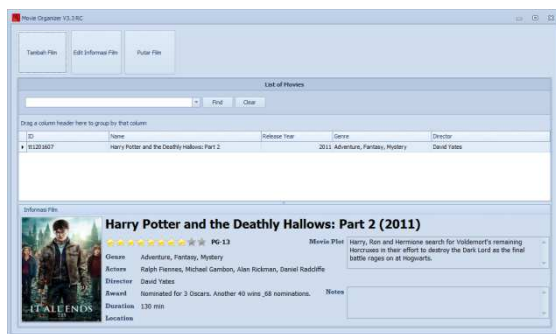 Movie Organizer V3.3 RC
Tambah Film
Edit Informasi Film
Putar Film
List of Movies
Find
Clear
Drag a column header here to group by that column
ID Name Release Year Genre Director
tt1201607 Harry Potter and the Deathly Hallows: Part 2 2011 Adventure, Fantasy, Mystery David Yates
Informasi Film
Harry Potter and the Deathly Hallows: Part 2 (2011)
PG-13
Genre Adventure, Fantasy, Mystery
Actors Ralph Fiennes, Michael Gambon, Alan Rickman, Daniel Radcliffe
Director David Yates
Award Nominated for 3 Oscars. Another 40 wins _68 nominations.
Duration 130 min
Location
Movie Plot Harry, Ron and Hermione search for Voldemort's remaining
Horcruxes in their effort to destroy the Dark Lord as the final
battle rages on at Hogwarts.
Notes
IT ALL ENDS